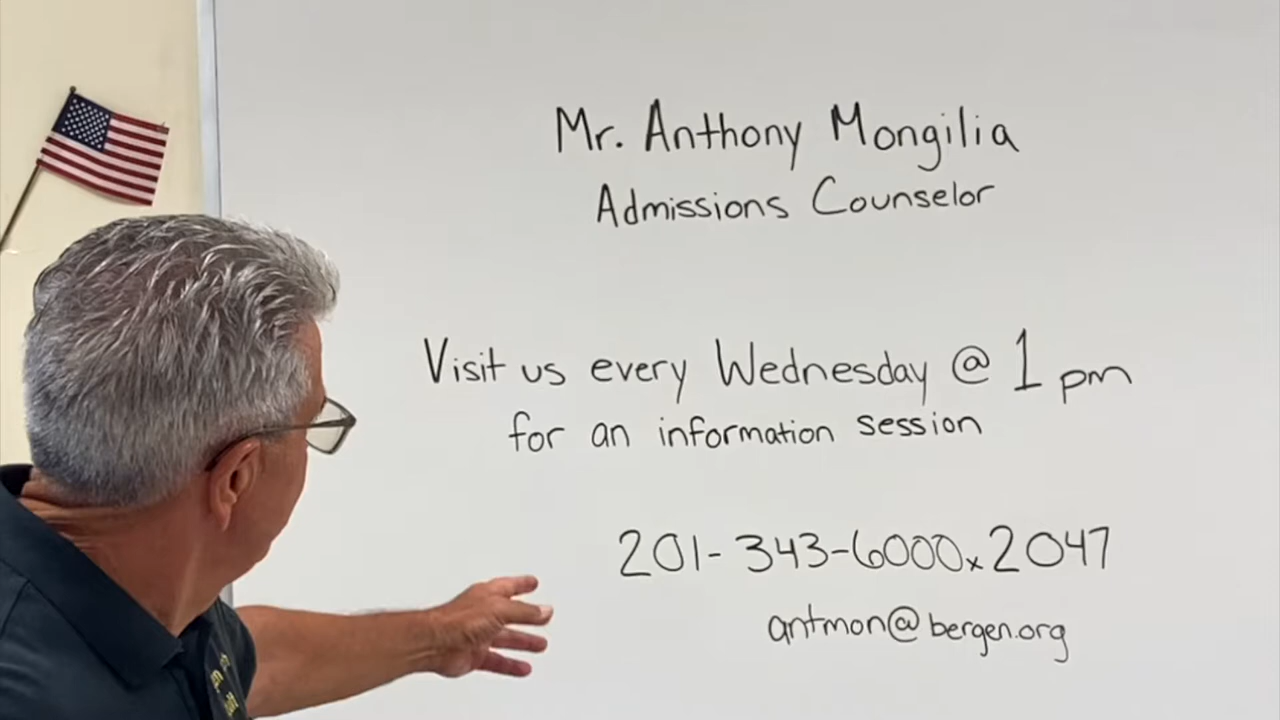 Mr. Anthony Mongilia
Admissions Counselor
Visit us every Wednesday @ 1 pm
for an information session
201-343-6000x2047
antmon@bergen.org